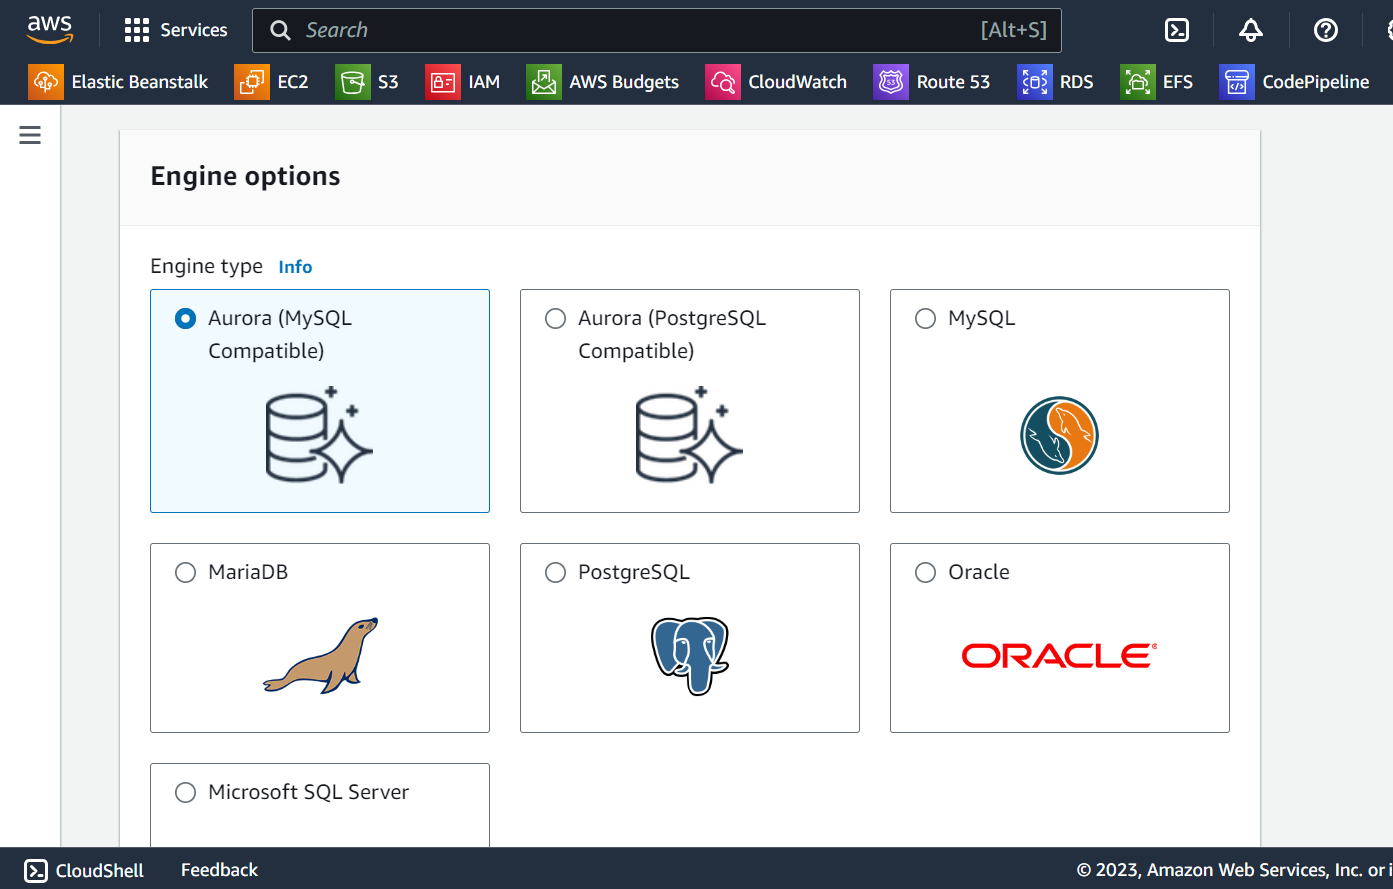 aws
Services
Search
[Alt+S]
Elastic Beanstalk
EC2
S3
IAM
AWS Budgets
CloudWatch
Route 53
RDS
EFS
CodePipeline
Engine options
Engine type Info
Aurora (MySQL
Compatible)
Aurora (PostgreSQL
Compatible)
MySQL
MariaDB
PostgreSQL
Oracle
ORACLE®
Microsoft SQL Server
CloudShell
Feedback
© 2023, Amazon Web Services, Inc. or